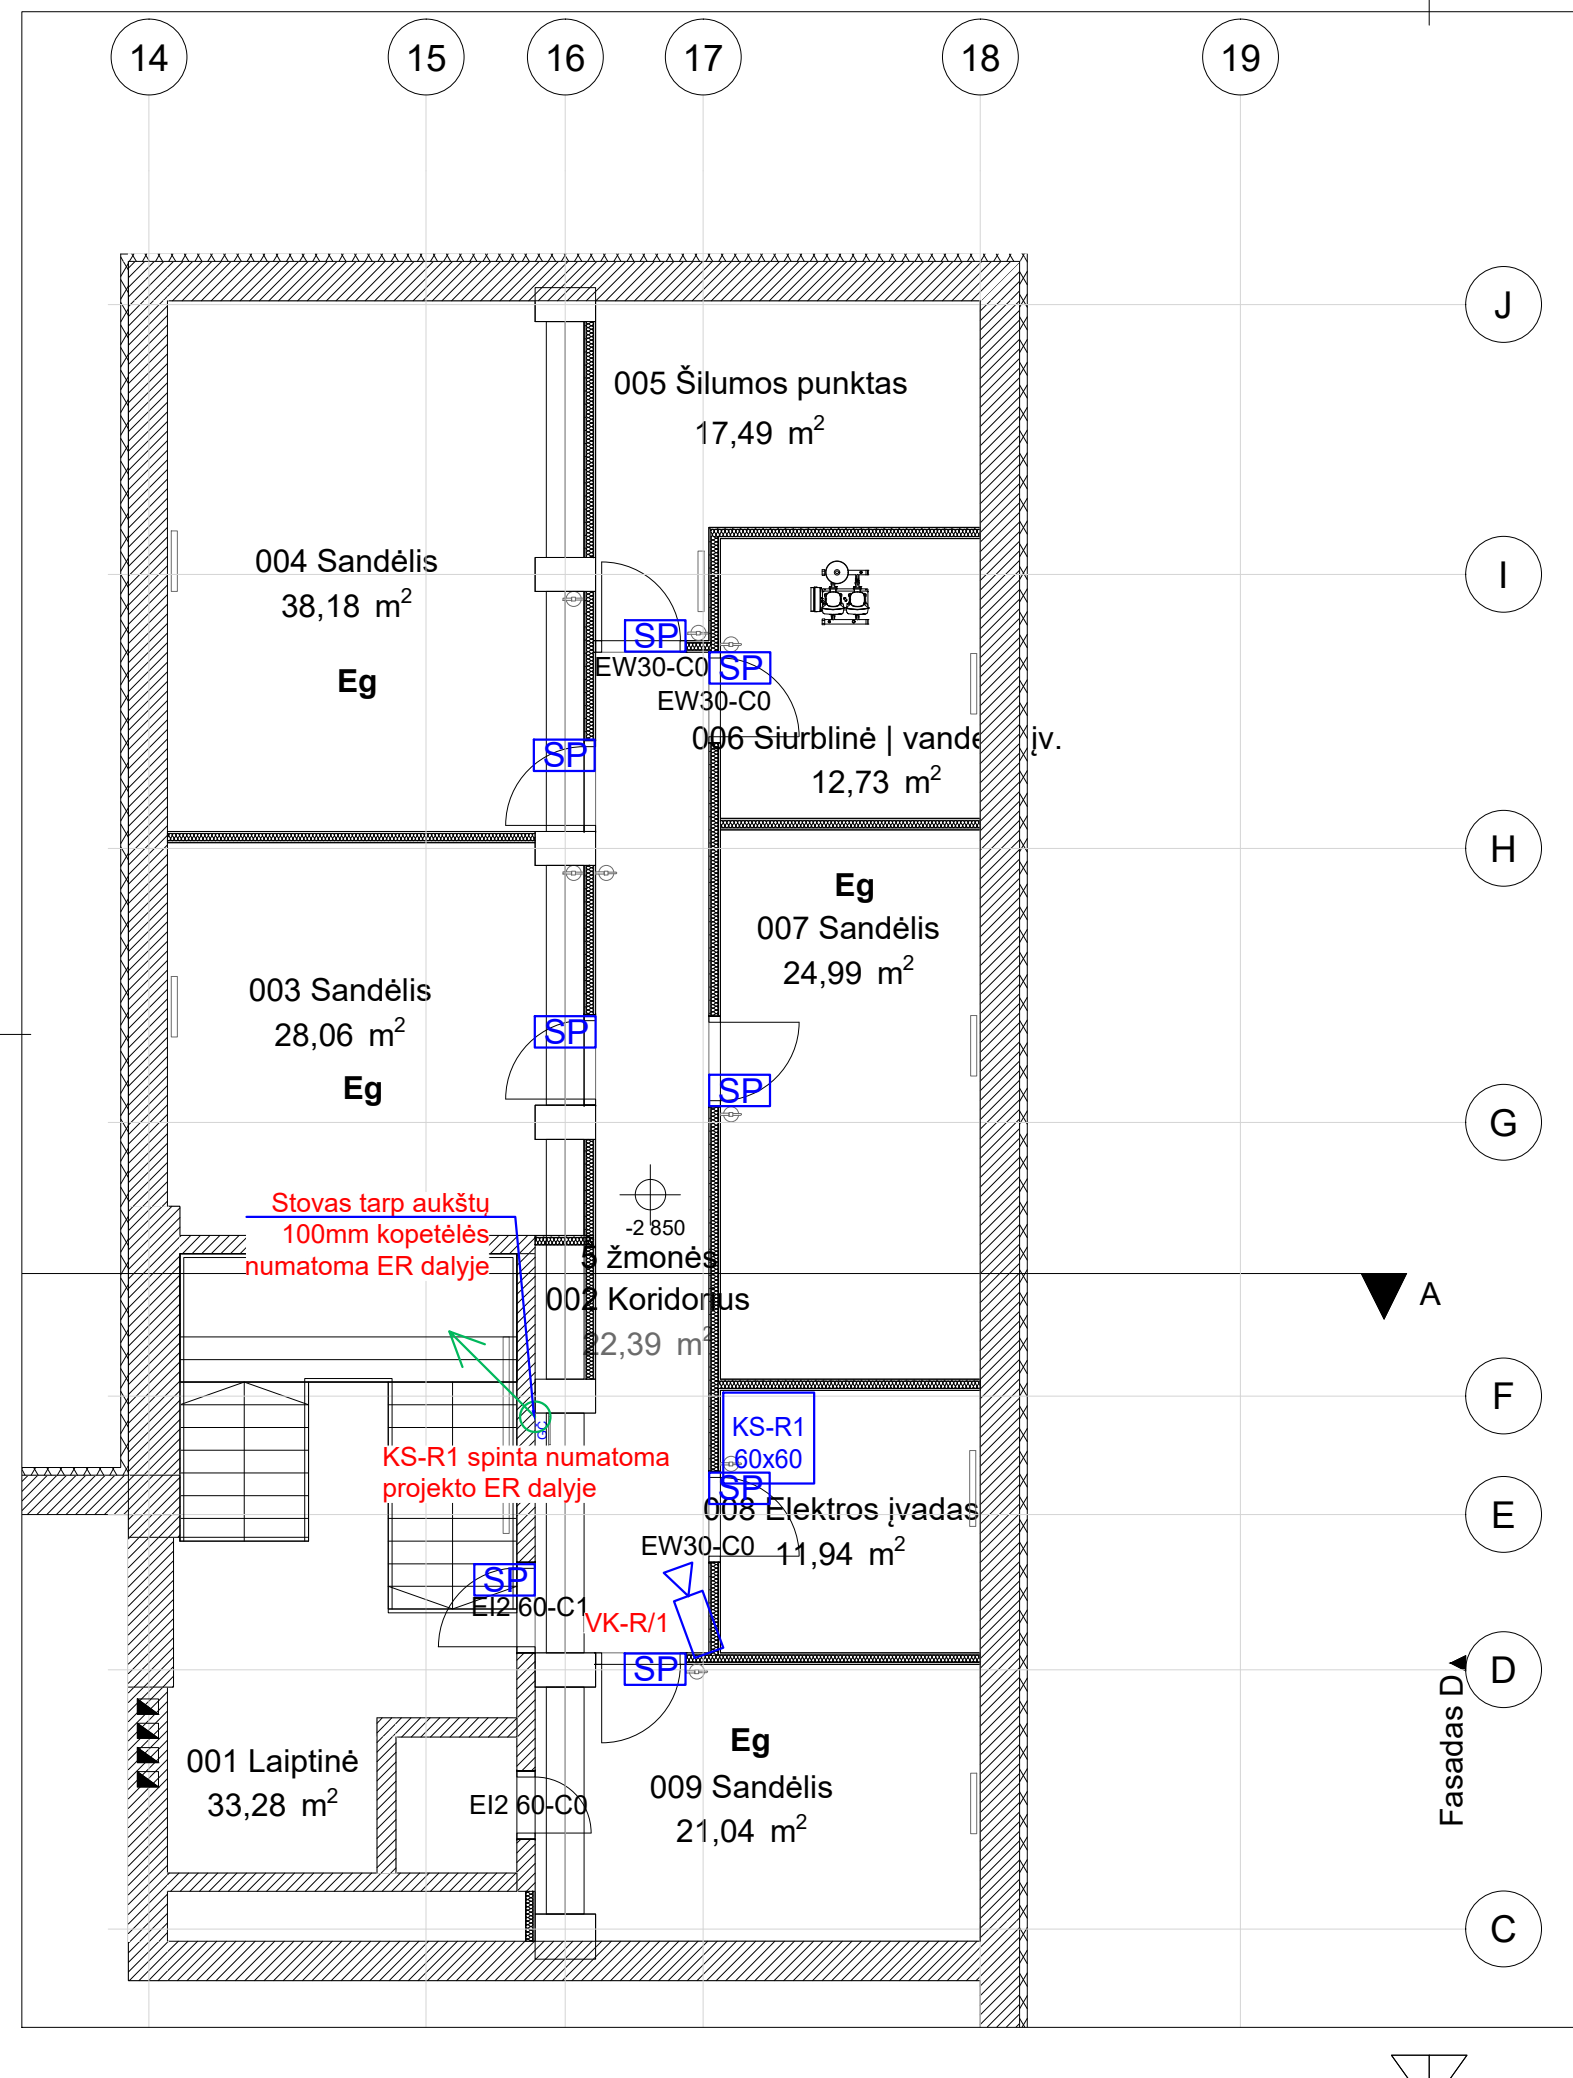 14 15 16 17 18 19
J
005 Šilumos punktas
17,49 m²
004 Sandėlis
38,18 m²
I
Eg
SP
EW30-C0
SP
EW30-C0
006 Siurblinė | įv.
12,73 m²
SP
H
Eg
007 Sandėlis
24,99 m²
003 Sandėlis
28,06 m²
Eg
SP
SP
G
Stovas tarp aukštų
100mm kopetėlės
numatoma ER dalyje
-2 850
5 žmonės
002 Koridorius
22,39 m²
A
F
KS-R1
60x60
KS-R1 spinta numatoma
projekto ER dalyje
SP
008 Elektros įvadas
11,94 m²
E
EW30-C0
SP
EI2 60-C1
VK-R/1
SP
D
Fasadas D
Eg
001 Laiptinė
33,28 m²
EI2 60-C0
009 Sandėlis
21,04 m²
C